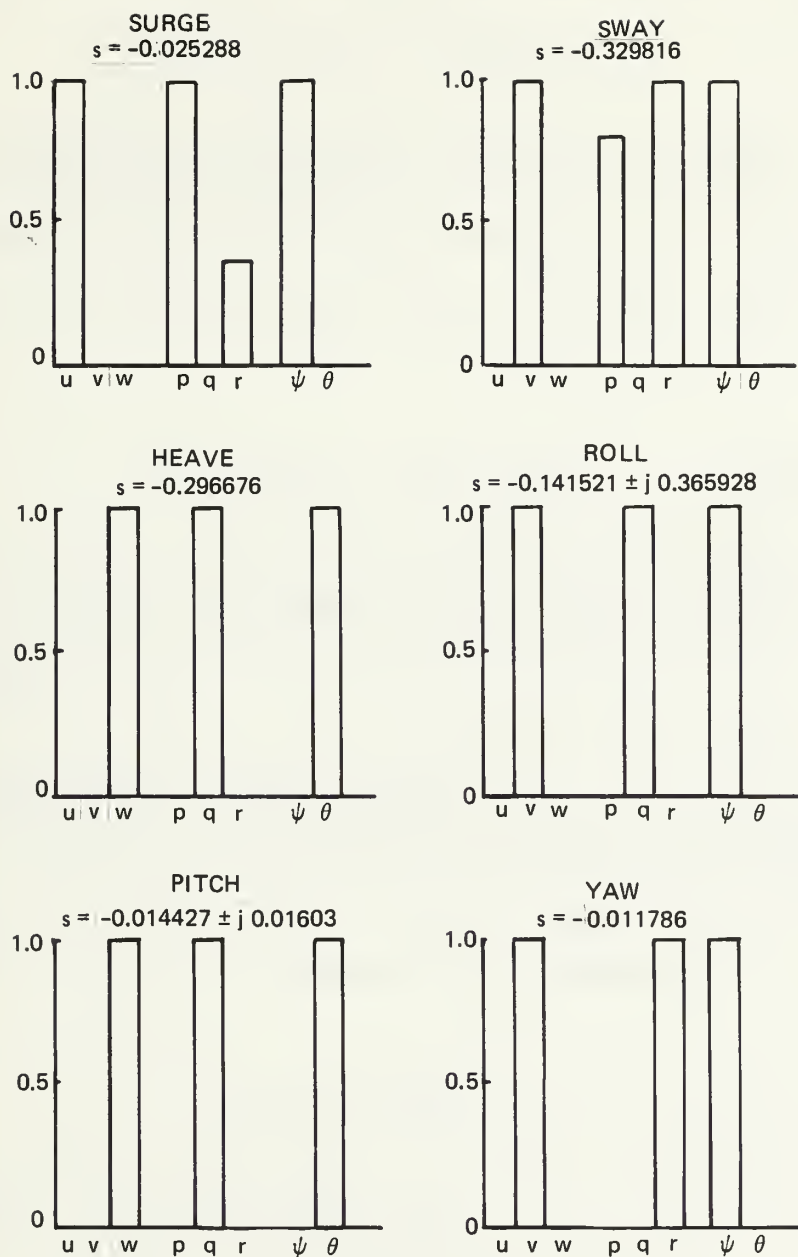 SURGE
s = -0.025288
1.0
0.5
0
u v w p q r ψ θ
SWAY
s = -0.329816
1.0
0.5
0
u v w p q r ψ θ
HEAVE
s = -0.296676
1.0
0.5
0
u v w p q r ψ θ
ROLL
s = -0.141521 ± j 0.365928
1.0
0.5
0
u v w p q r ψ θ
PITCH
s = -0.014427 ± j 0.01603
1.0
0.5
0
u v w p q r ψ θ
YAW
s = -0.011786
1.0
0.5
0
u v w p q r ψ θ